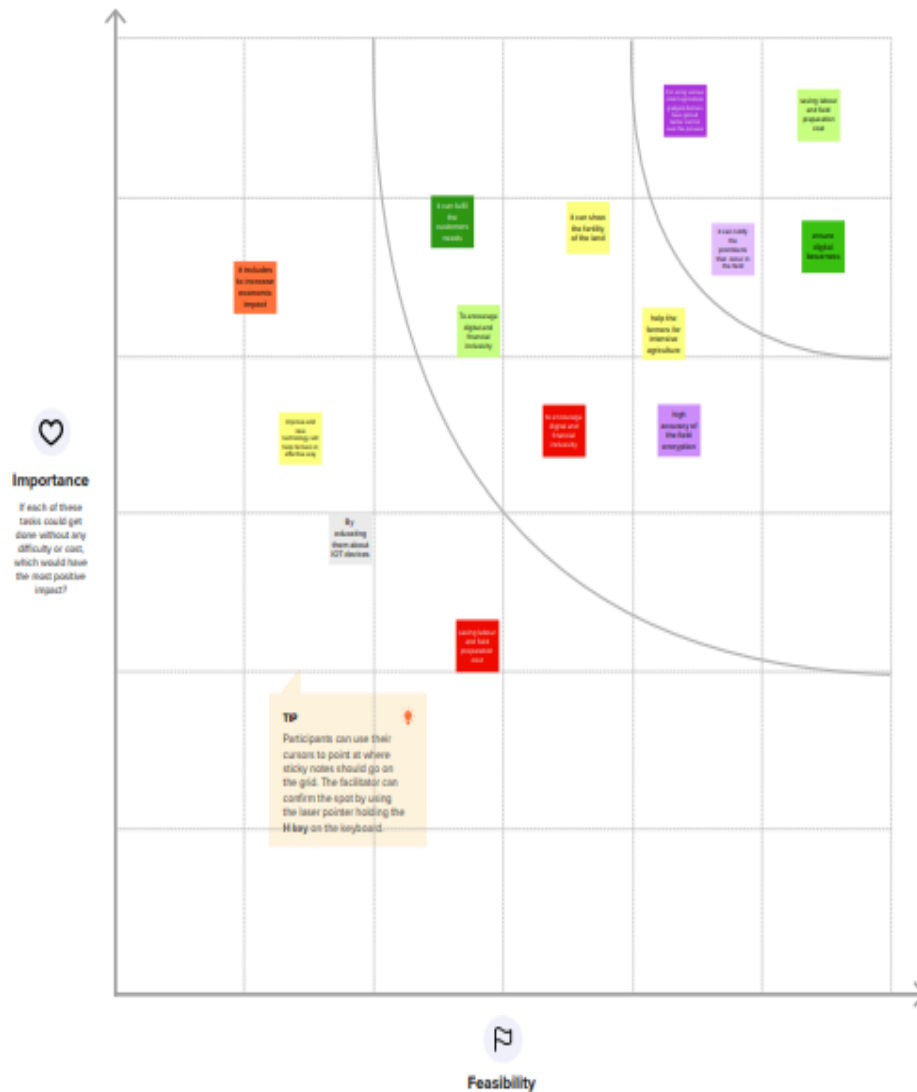 saving labour
and field
preparation
cost
it can fulfil
the
customers
needs
it can show
the fertility
of the land
it can notify
the
that occur in
the field
ensure
digital
It includes
to increase
economic
impact
To encourage
digital and
financial
inclusivity
help the
farmers for
intensive
agriculture
to encourage
digital and
financial
inclusivity
high
accuracy of
the field
encryption
By
educating
them about
IOT devices
saving labour
and field
preparation
cost
Importance
If each of these
tasks could get
done without any
difficulty or cost,
which would have
the most positive
impact?
TIP
Participants can use their
cursors to point at where
sticky notes should go on
the grid. The facilitator can
confirm the spot by using
the laser pointer holding the
H key on the keyboard.
Feasibility